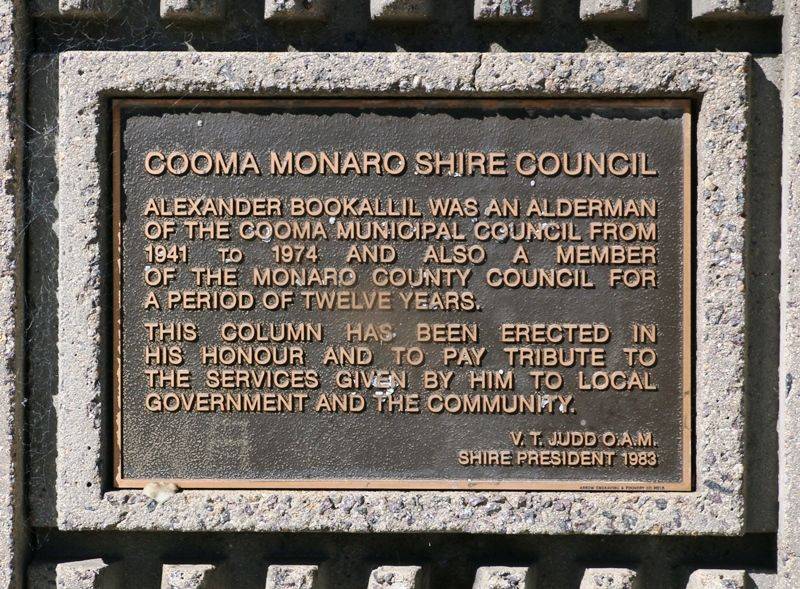 COOMA MONARO SHIRE COUNCIL
ALEXANDER BOOKALLIL WAS AN ALDERMAN
OF THE COOMA MUNICIPAL COUNCIL FROM
1941 TO 1974 AND ALSO A MEMBER
OF THE MONARO COUNTY COUNCIL FOR
A PERIOD OF TWELVE YEARS.
THIS COLUMN HAS BEEN ERECTED IN
HIS HONOUR AND TO PAY TRIBUTE TO
THE SERVICES GIVEN BY HIM TO LOCAL
GOVERNMENT AND THE COMMUNITY.
V. T. JUDD O.A.M.
SHIRE PRESIDENT 1983
ARROW ENGRAVING & FOUNDRY